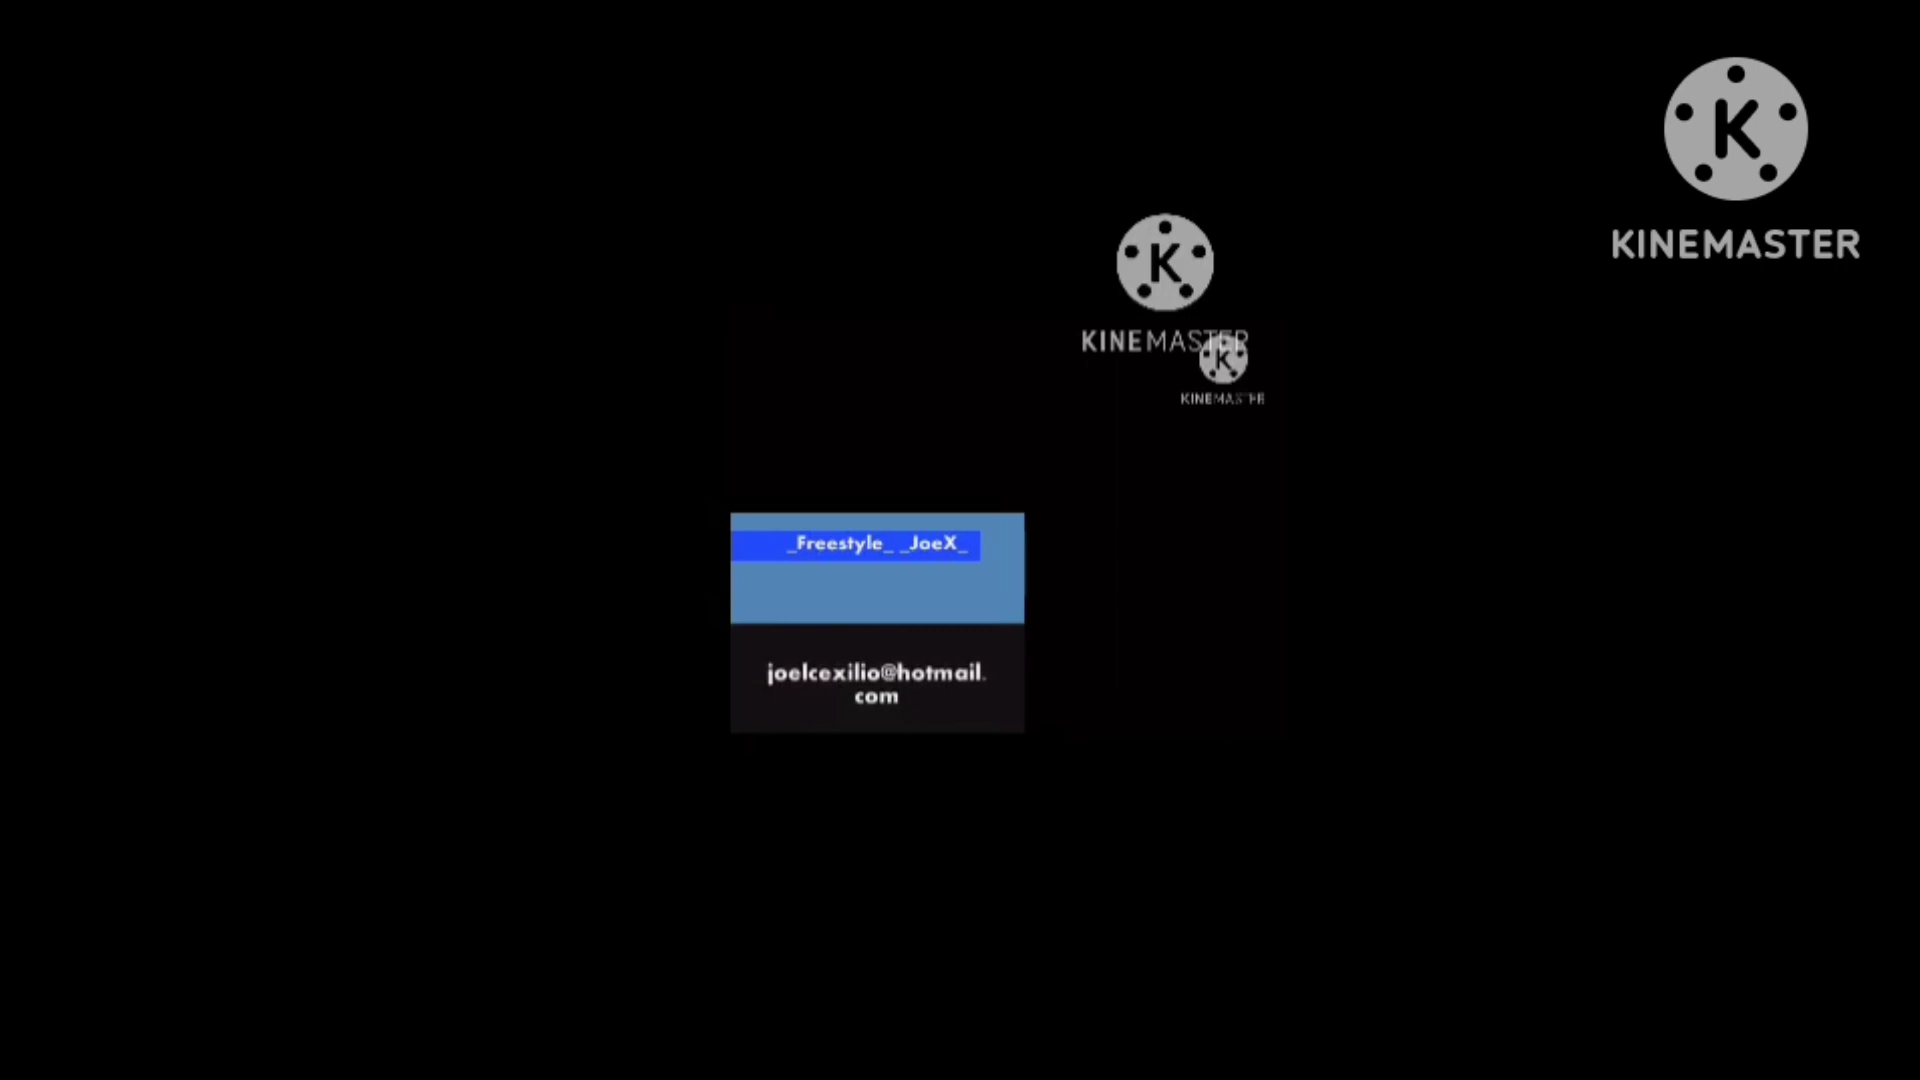 K
KINEMASTER
K
KINEMASTER
K
KINEMASTER
_Freestyle_ _JoeX_
joelcexilio@hotmail.
com